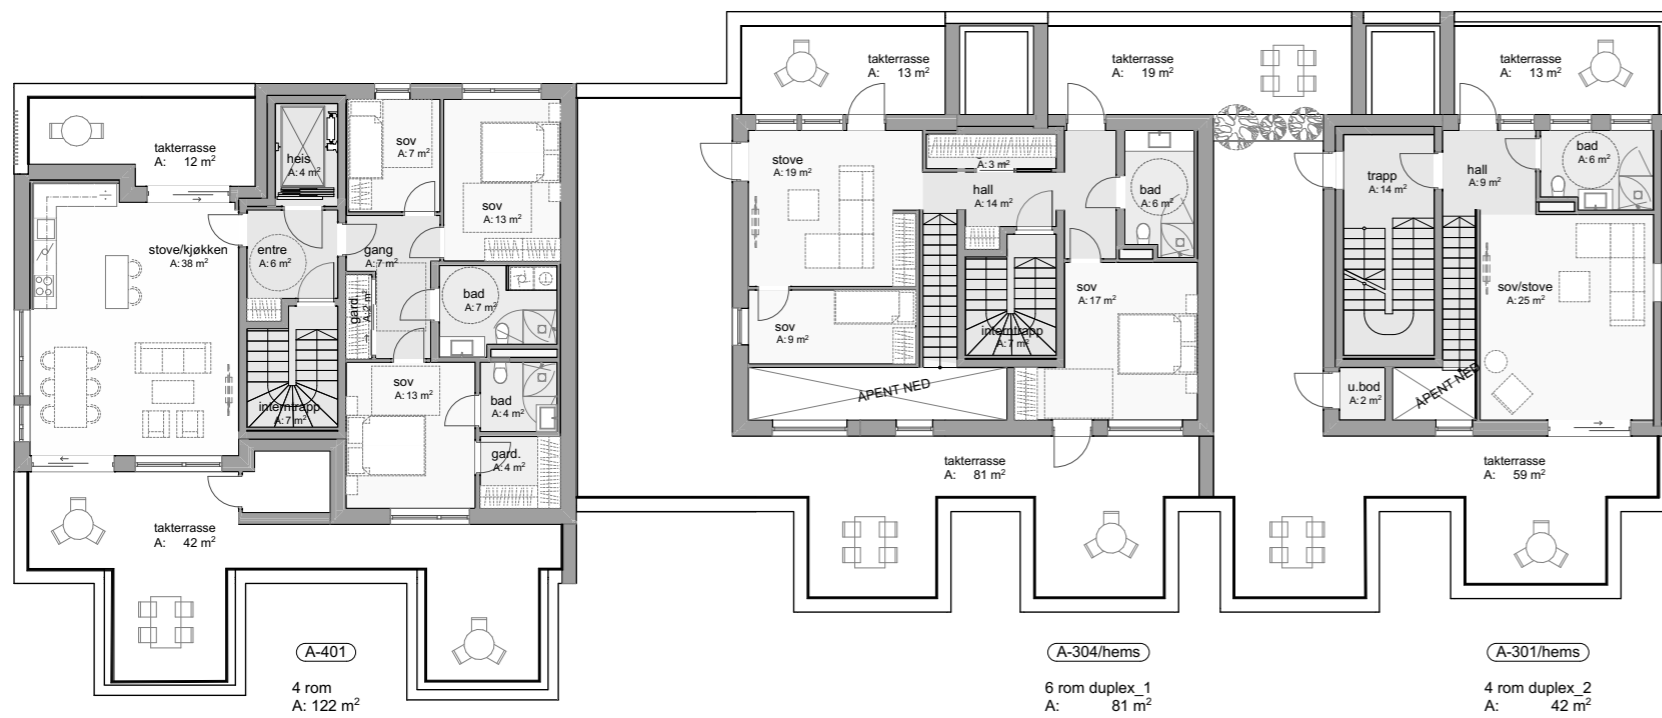 takterrasse
A: 12 m²
heis
A: 4 m²
sov
A: 7 m²
sov
A: 13 m²
stove/kjøkken
A: 38 m²
entre
A: 6 m²
gang
A: 7 m²
gard.
A: 2 m²
bad
A: 7 m²
interntrapp
A: 7 m²
sov
A: 13 m²
bad
A: 4 m²
gard.
A: 4 m²
takterrasse
A: 42 m²
A-401
4 rom
A: 122 m²
takterrasse
A: 13 m²
takterrasse
A: 19 m²
stove
A: 19 m²
A: 3 m²
hall
A: 14 m²
bad
A: 6 m²
sov
A: 9 m²
interntrapp
A: 7 m²
sov
A: 17 m²
ÅPENT NED
takterrasse
A: 81 m²
A-304/hems
6 rom duplex_1
A: 81 m²
takterrasse
A: 13 m²
trapp
A: 14 m²
hall
A: 9 m²
bad
A: 6 m²
sov/stove
A: 25 m²
u.bod
A: 2 m²
ÅPENT NED
takterrasse
A: 59 m²
A-301/hems
4 rom duplex_2
A: 42 m²